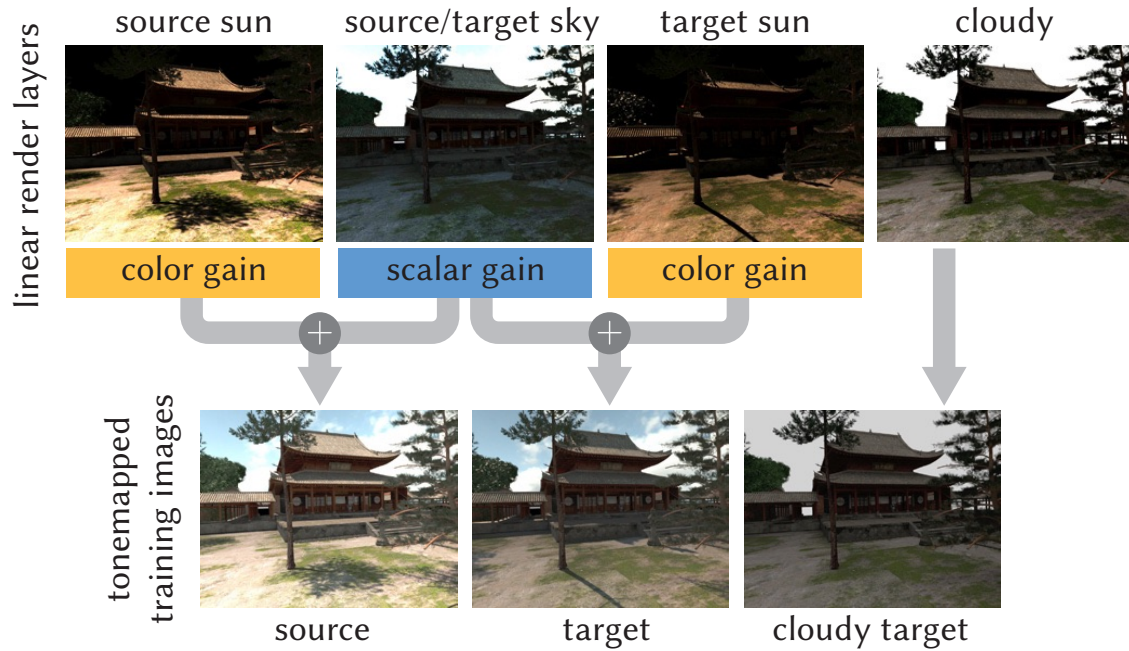 source sun
source/target sky
target sun
cloudy
linear render layers
color gain
scalar gain
color gain
+
+
tonemapped
training images
source
target
cloudy target